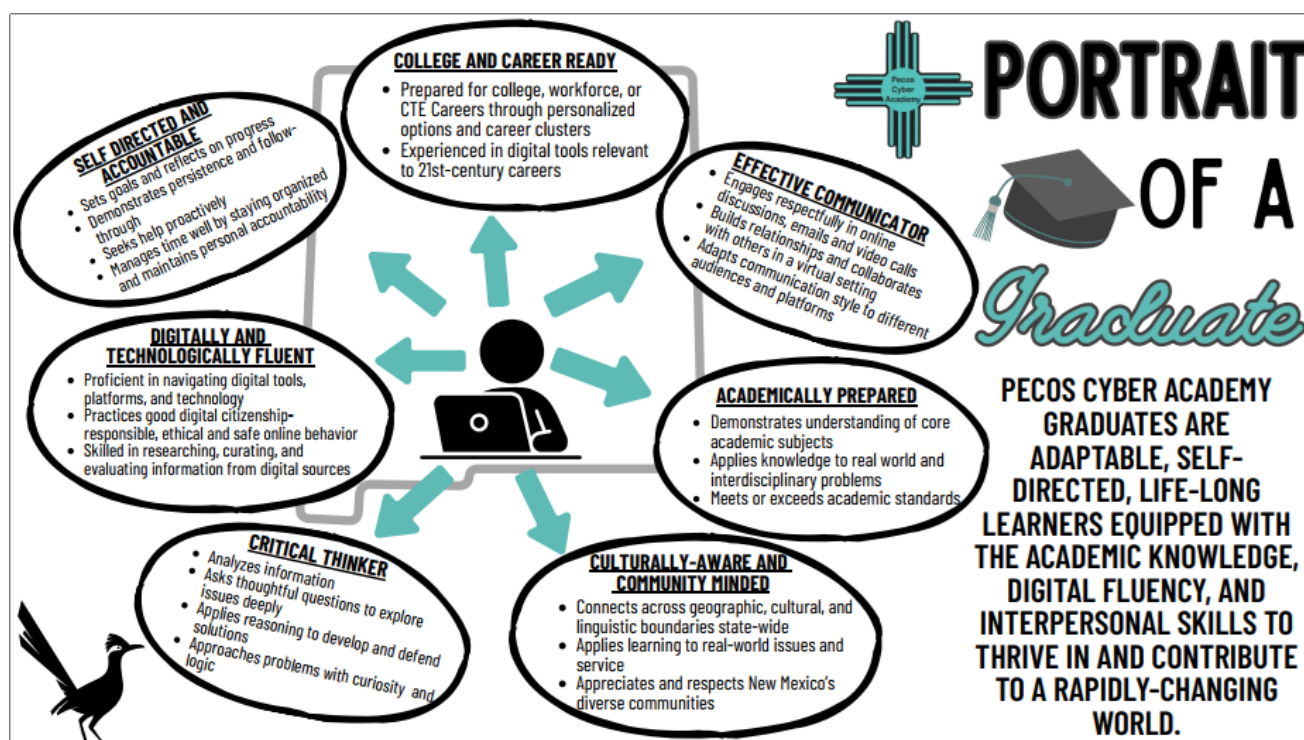 Pecos
Cyber
Academy
PORTRAIT
OF A
Graduate
PECOS CYBER ACADEMY
GRADUATES ARE
ADAPTABLE, SELF-
DIRECTED, LIFE-LONG
LEARNERS EQUIPPED WITH
THE ACADEMIC KNOWLEDGE,
DIGITAL FLUENCY, AND
INTERPERSONAL SKILLS TO
THRIVE IN AND CONTRIBUTE
TO A RAPIDLY-CHANGING
WORLD.
COLLEGE AND CAREER READY
• Prepared for college, workforce, or
CTE Careers through personalized
options and career clusters
• Experienced in digital tools relevant
to 21st-century careers
EFFECTIVE COMMUNICATOR
• Engages respectfully in online
discussions, emails and video calls
• Builds relationships and collaborates
with others in a virtual setting
• Adapts communication style to different
audiences and platforms
ACADEMICALLY PREPARED
• Demonstrates understanding of core
academic subjects
• Applies knowledge to real world and
interdisciplinary problems
• Meets or exceeds academic standards
CULTURALLY-AWARE AND
COMMUNITY MINDED
• Connects across geographic, cultural, and
linguistic boundaries state-wide
• Applies learning to real-world issues and
service
• Appreciates and respects New Mexico's
diverse communities
CRITICAL THINKER
• Analyzes information
• Asks thoughtful questions to explore
issues deeply
• Applies reasoning to develop and defend
solutions
• Approaches problems with curiosity and
logic
DIGITALLY AND
TECHNOLOGICALLY FLUENT
• Proficient in navigating digital tools,
platforms, and technology
• Practices good digital citizenship-
responsible, ethical and safe online behavior
• Skilled in researching, curating, and
evaluating information from digital sources
SELF DIRECTED AND
ACCOUNTABLE
• Sets goals and reflects on progress
• Demonstrates persistence and follow-
through
• Seeks help proactively
• Manages time well by staying organized
and maintains personal accountability